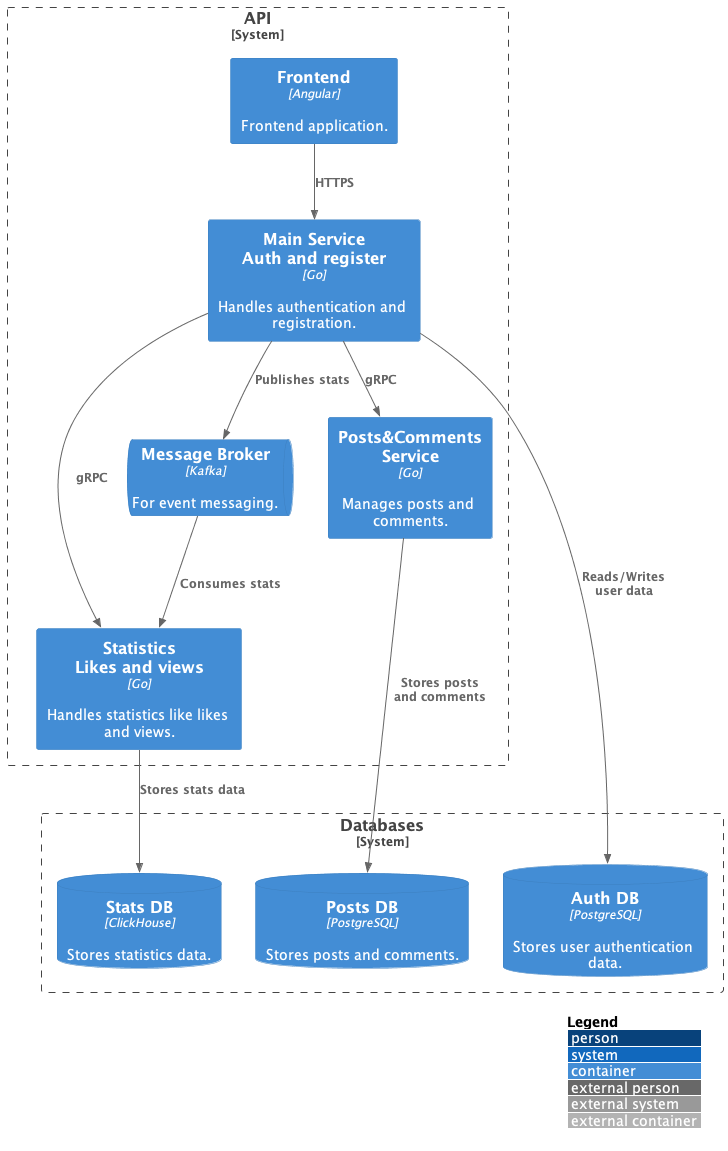 API
[System]
Frontend
[Angular]
Frontend application.
HTTPS
Main Service
Auth and register
[Go]
Handles authentication and
registration.
Publishes stats
gRPC
gRPC
Message Broker
[Kafka]
For event messaging.
Posts&Comments
Service
[Go]
Manages posts and
comments.
Consumes stats
Reads/Writes
user data
Statistics
Likes and views
[Go]
Handles statistics like likes
and views.
Stores posts
and comments
Stores stats data
Databases
[System]
Stats DB
[ClickHouse]
Stores statistics data.
Posts DB
[PostgreSQL]
Stores posts and comments.
Auth DB
[PostgreSQL]
Stores user authentication
data.
Legend
person
system
container
external person
external system
external container